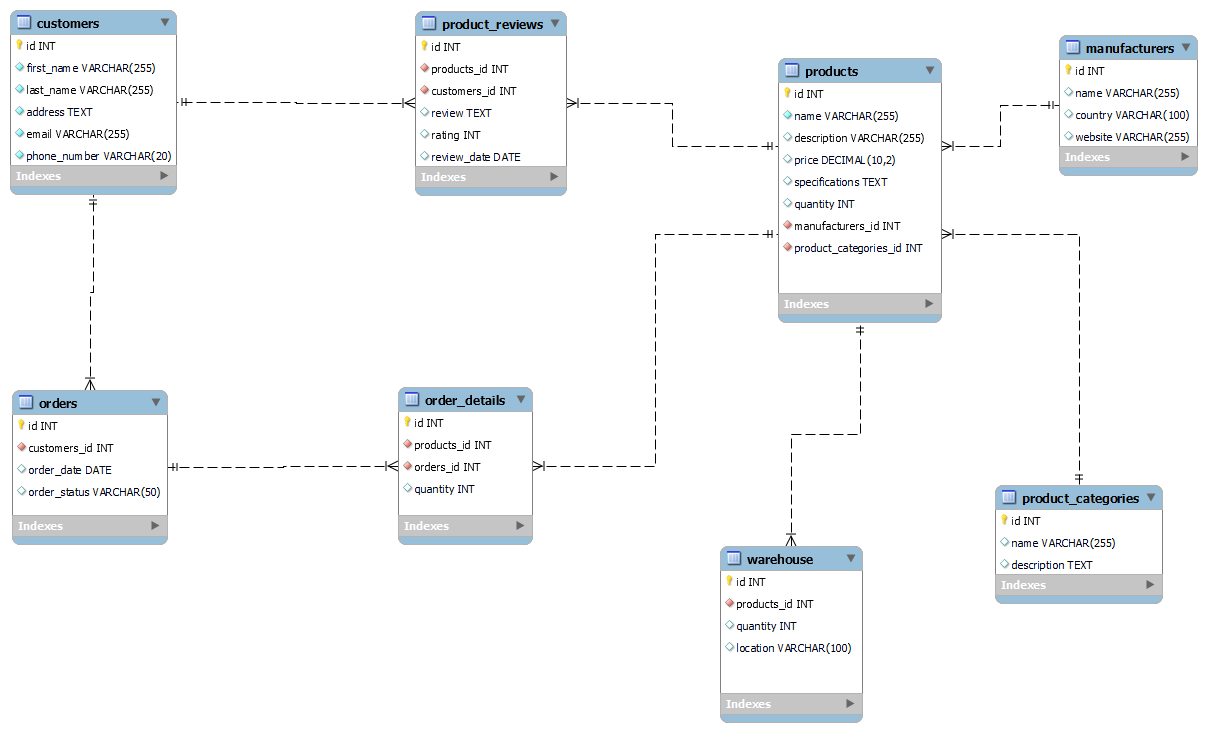 customers
id INT
first_name VARCHAR(255)
last_name VARCHAR(255)
address TEXT
email VARCHAR(255)
phone_number VARCHAR(20)
Indexes
product_reviews
id INT
products_id INT
customers_id INT
review TEXT
rating INT
review_date DATE
Indexes
products
id INT
name VARCHAR(255)
description VARCHAR(255)
price DECIMAL(10,2)
specifications TEXT
quantity INT
manufacturers_id INT
product_categories_id INT
Indexes
manufacturers
id INT
name VARCHAR(255)
country VARCHAR(100)
website VARCHAR(255)
Indexes
orders
id INT
customers_id INT
order_date DATE
order_status VARCHAR(50)
Indexes
order_details
id INT
products_id INT
orders_id INT
quantity INT
Indexes
warehouse
id INT
products_id INT
quantity INT
location VARCHAR(100)
Indexes
product_categories
id INT
name VARCHAR(255)
description TEXT
Indexes